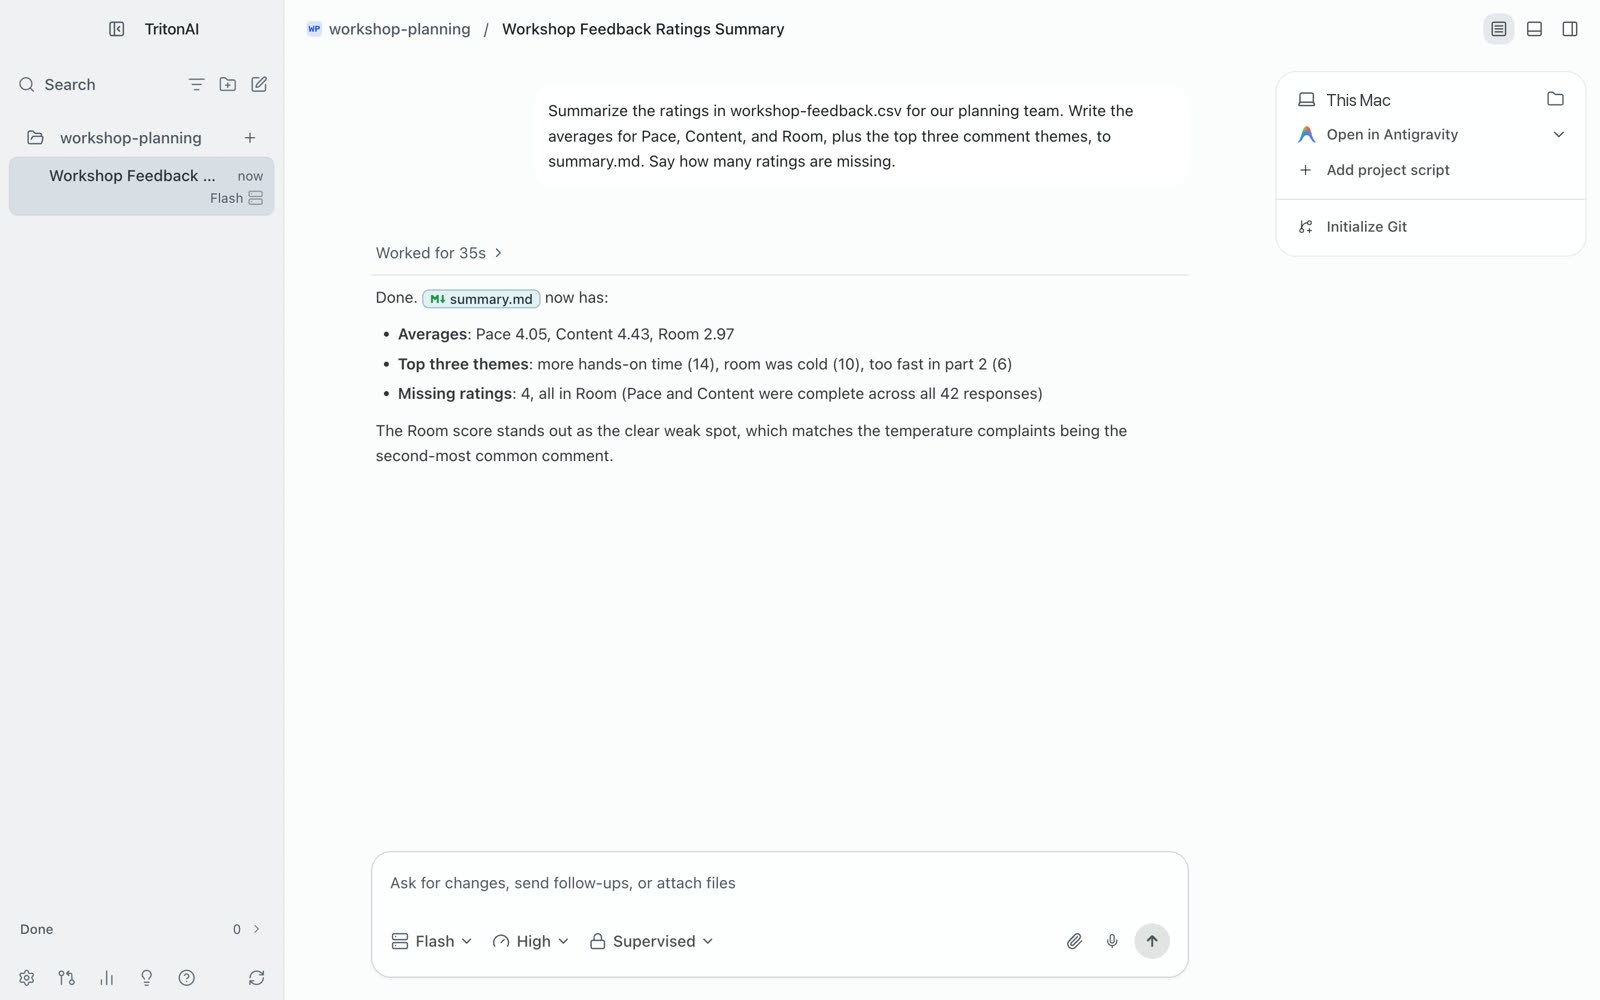 TritonAI
Search
workshop-planning
Workshop Feedback ... now
Flash
Done 0
WP workshop-planning / Workshop Feedback Ratings Summary
Summarize the ratings in workshop-feedback.csv for our planning team. Write the
averages for Pace, Content, and Room, plus the top three comment themes, to
summary.md. Say how many ratings are missing.
Worked for 35s
Done. M↓ summary.md now has:
• Averages: Pace 4.05, Content 4.43, Room 2.97
• Top three themes: more hands-on time (14), room was cold (10), too fast in part 2 (6)
• Missing ratings: 4, all in Room (Pace and Content were complete across all 42 responses)
The Room score stands out as the clear weak spot, which matches the temperature complaints being the
second-most common comment.
Ask for changes, send follow-ups, or attach files
Flash High Supervised
This Mac
Open in Antigravity
Add project script
Initialize Git